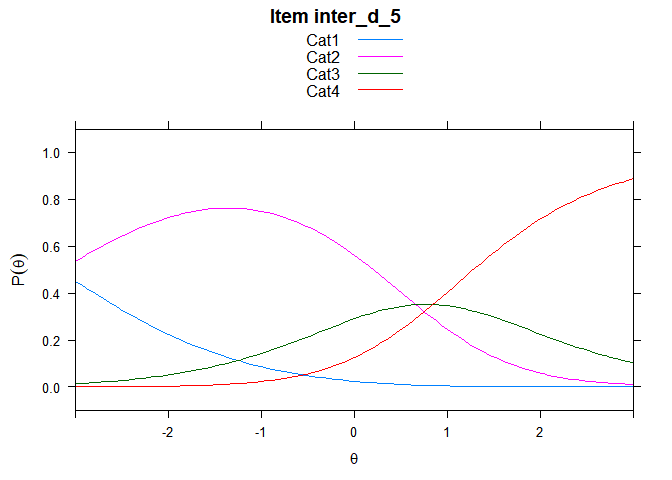 Item inter_d_5
Cat1
Cat2
Cat3
Cat4
1.0
0.8
0.6
0.4
0.2
0.0
P(θ)
-2 -1 0 1 2
θ